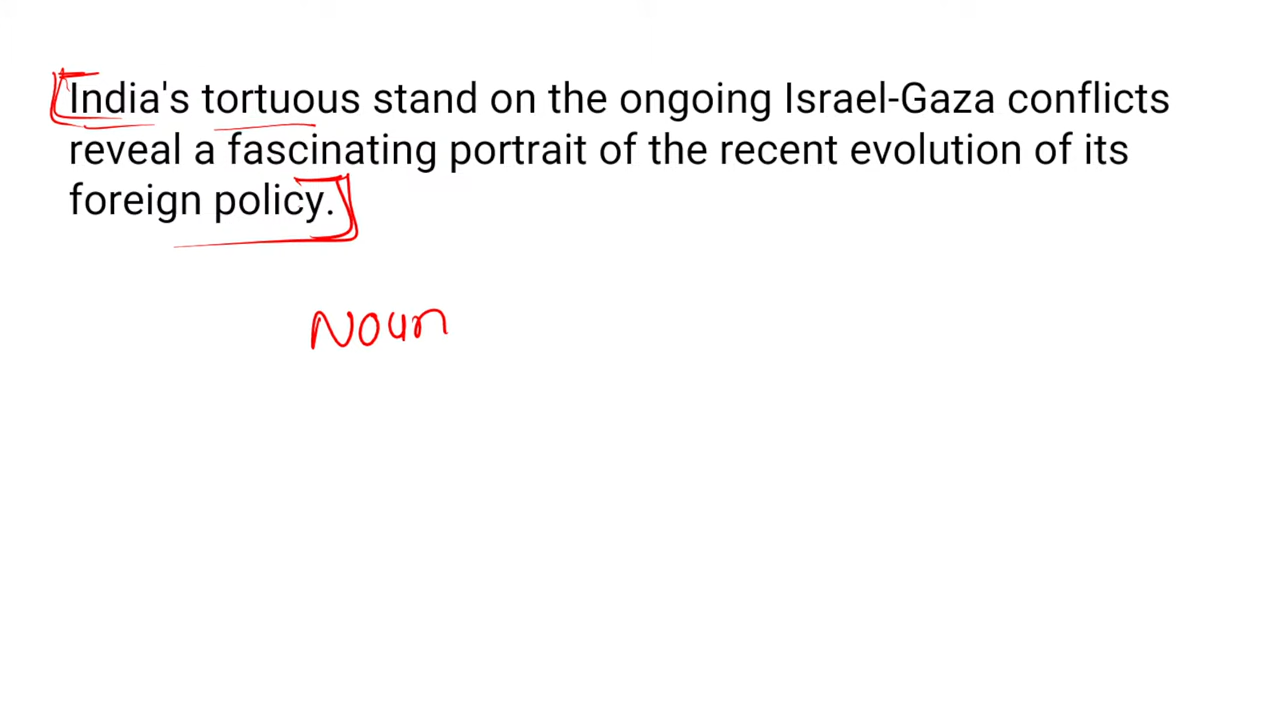 India's tortuous stand on the ongoing Israel-Gaza conflicts
reveal a fascinating portrait of the recent evolution of its
foreign policy.
Noun